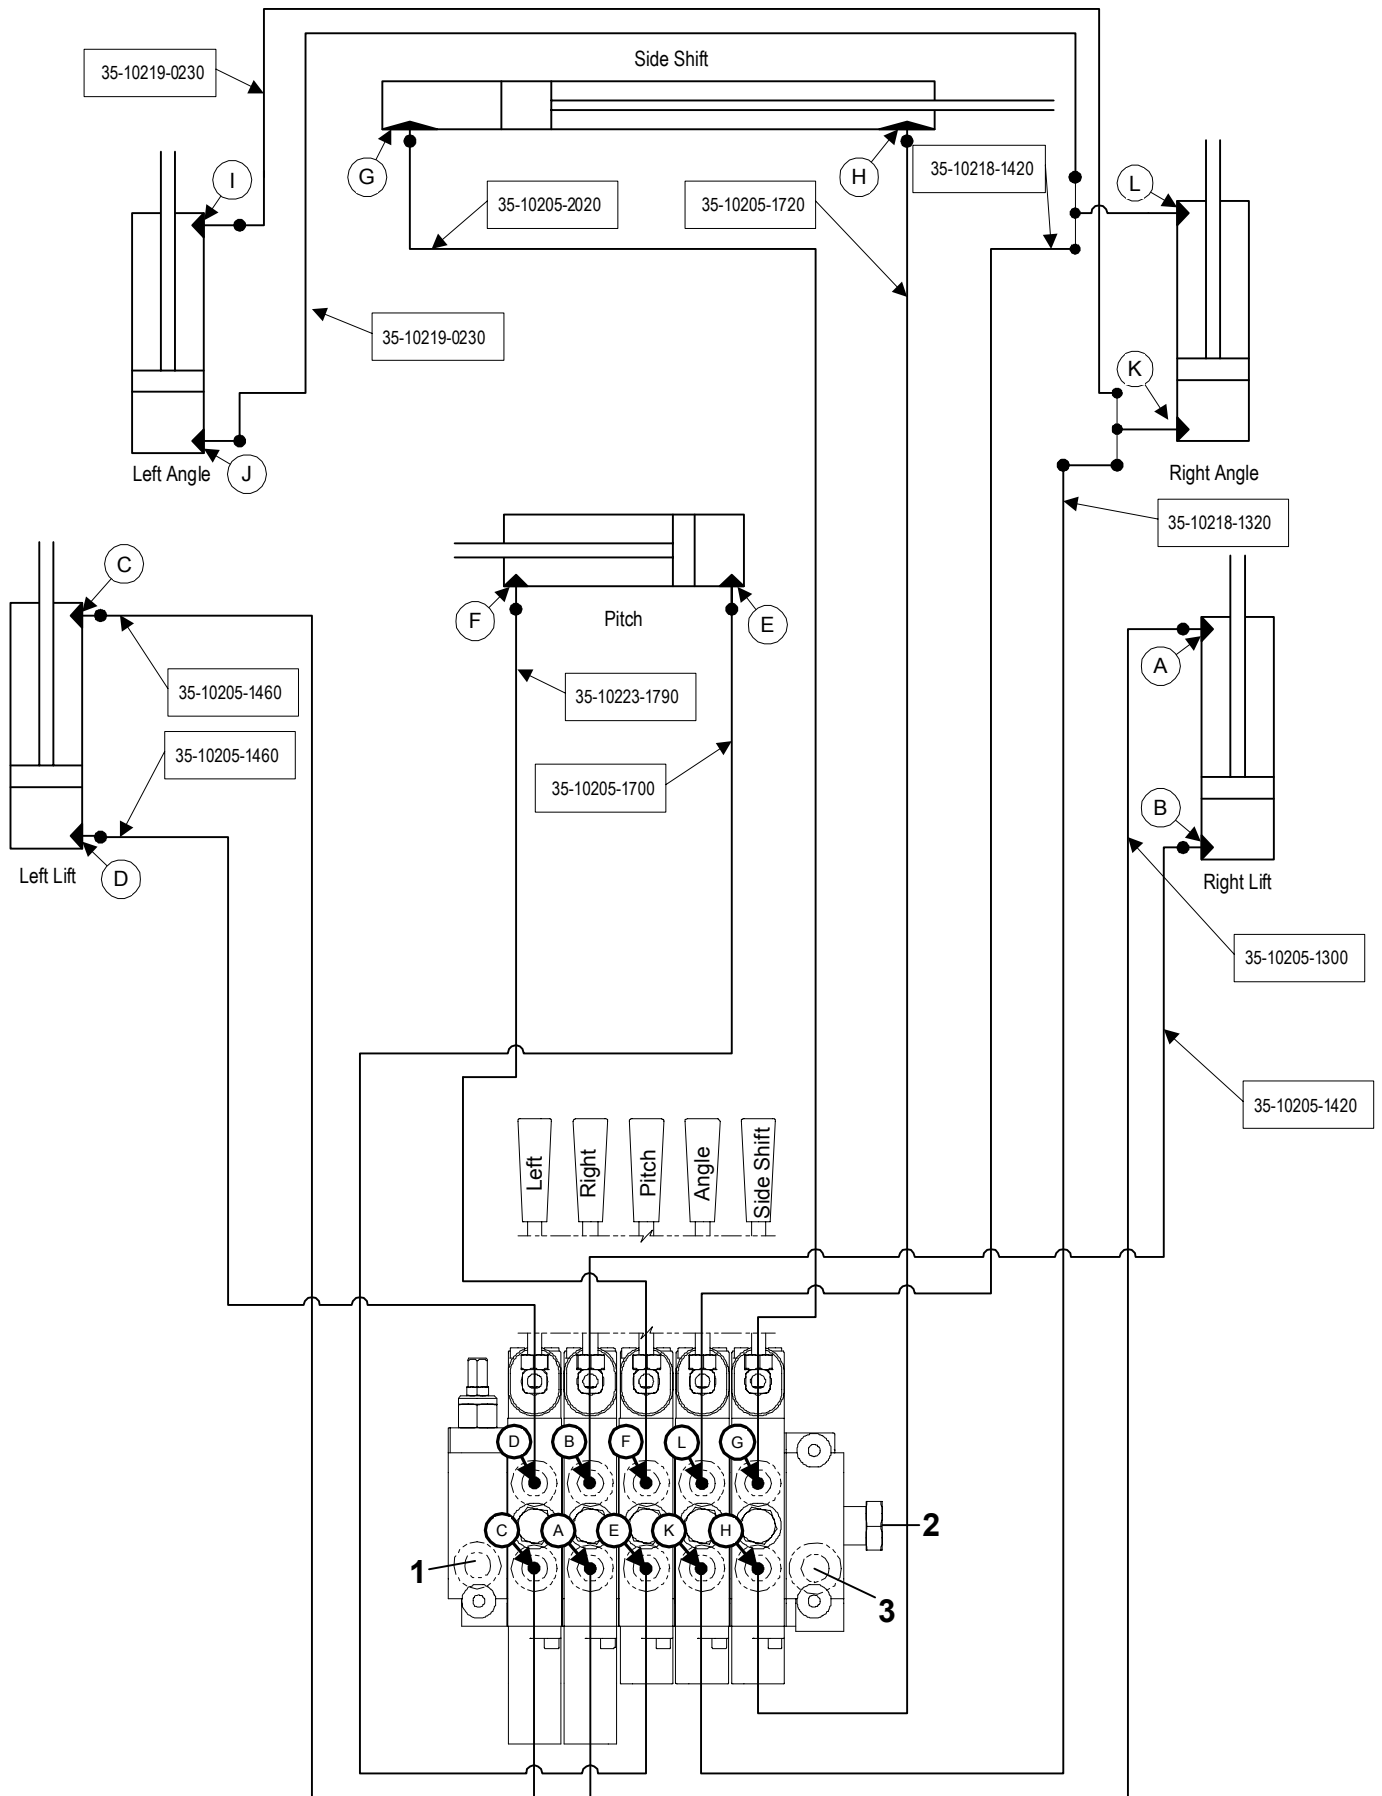 Side Shift
35-10219-0230
G
H
35-10218-1420
I
L
35-10205-2020
35-10205-1720
35-10219-0230
K
Left Angle
J
Right Angle
35-10218-1320
C
F
Pitch
E
A
35-10205-1460
35-10223-1790
35-10205-1460
35-10205-1700
B
Left Lift
D
Right Lift
35-10205-1300
35-10205-1420
Left
Right
Pitch
Angle
Side Shift
D
B
F
L
G
C
A
E
K
H
2
1
3